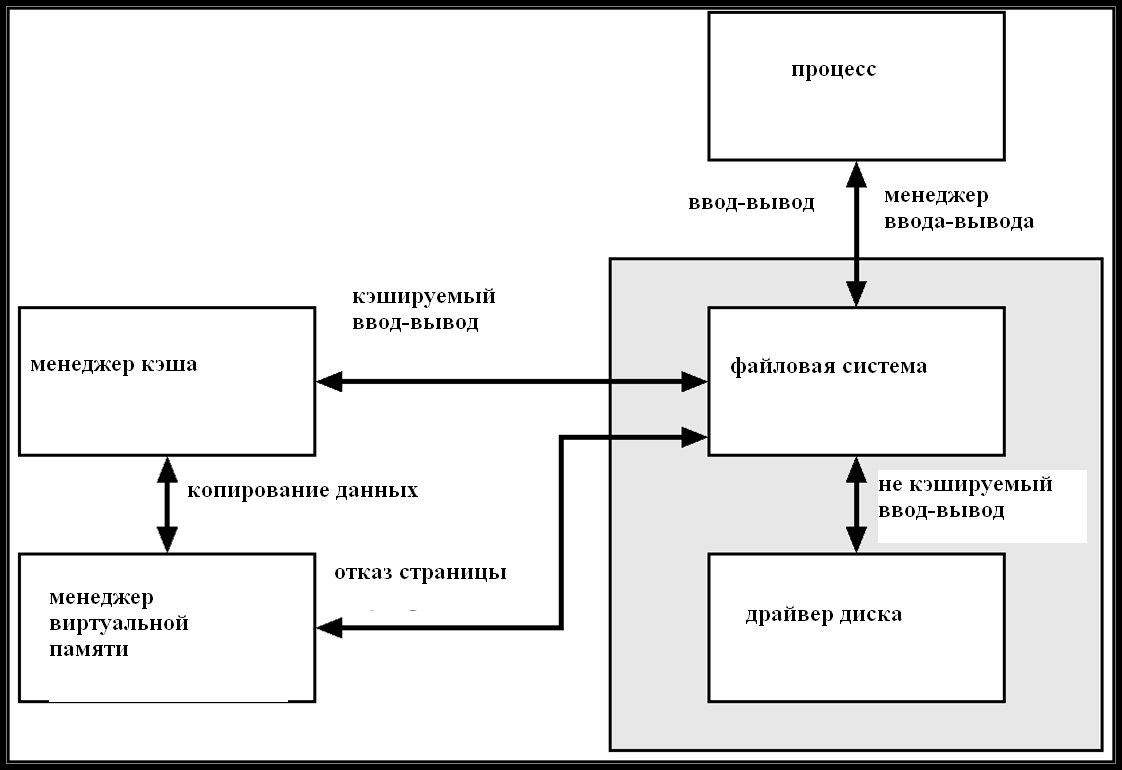 процесс
ввод-вывод
менеджер
ввода-вывода
кэшируемый
ввод-вывод
менеджер кэша
файловая система
копирование данных
не кэшируемый
ввод-вывод
отказ страницы
менеджер
виртуальной
памяти
драйвер диска